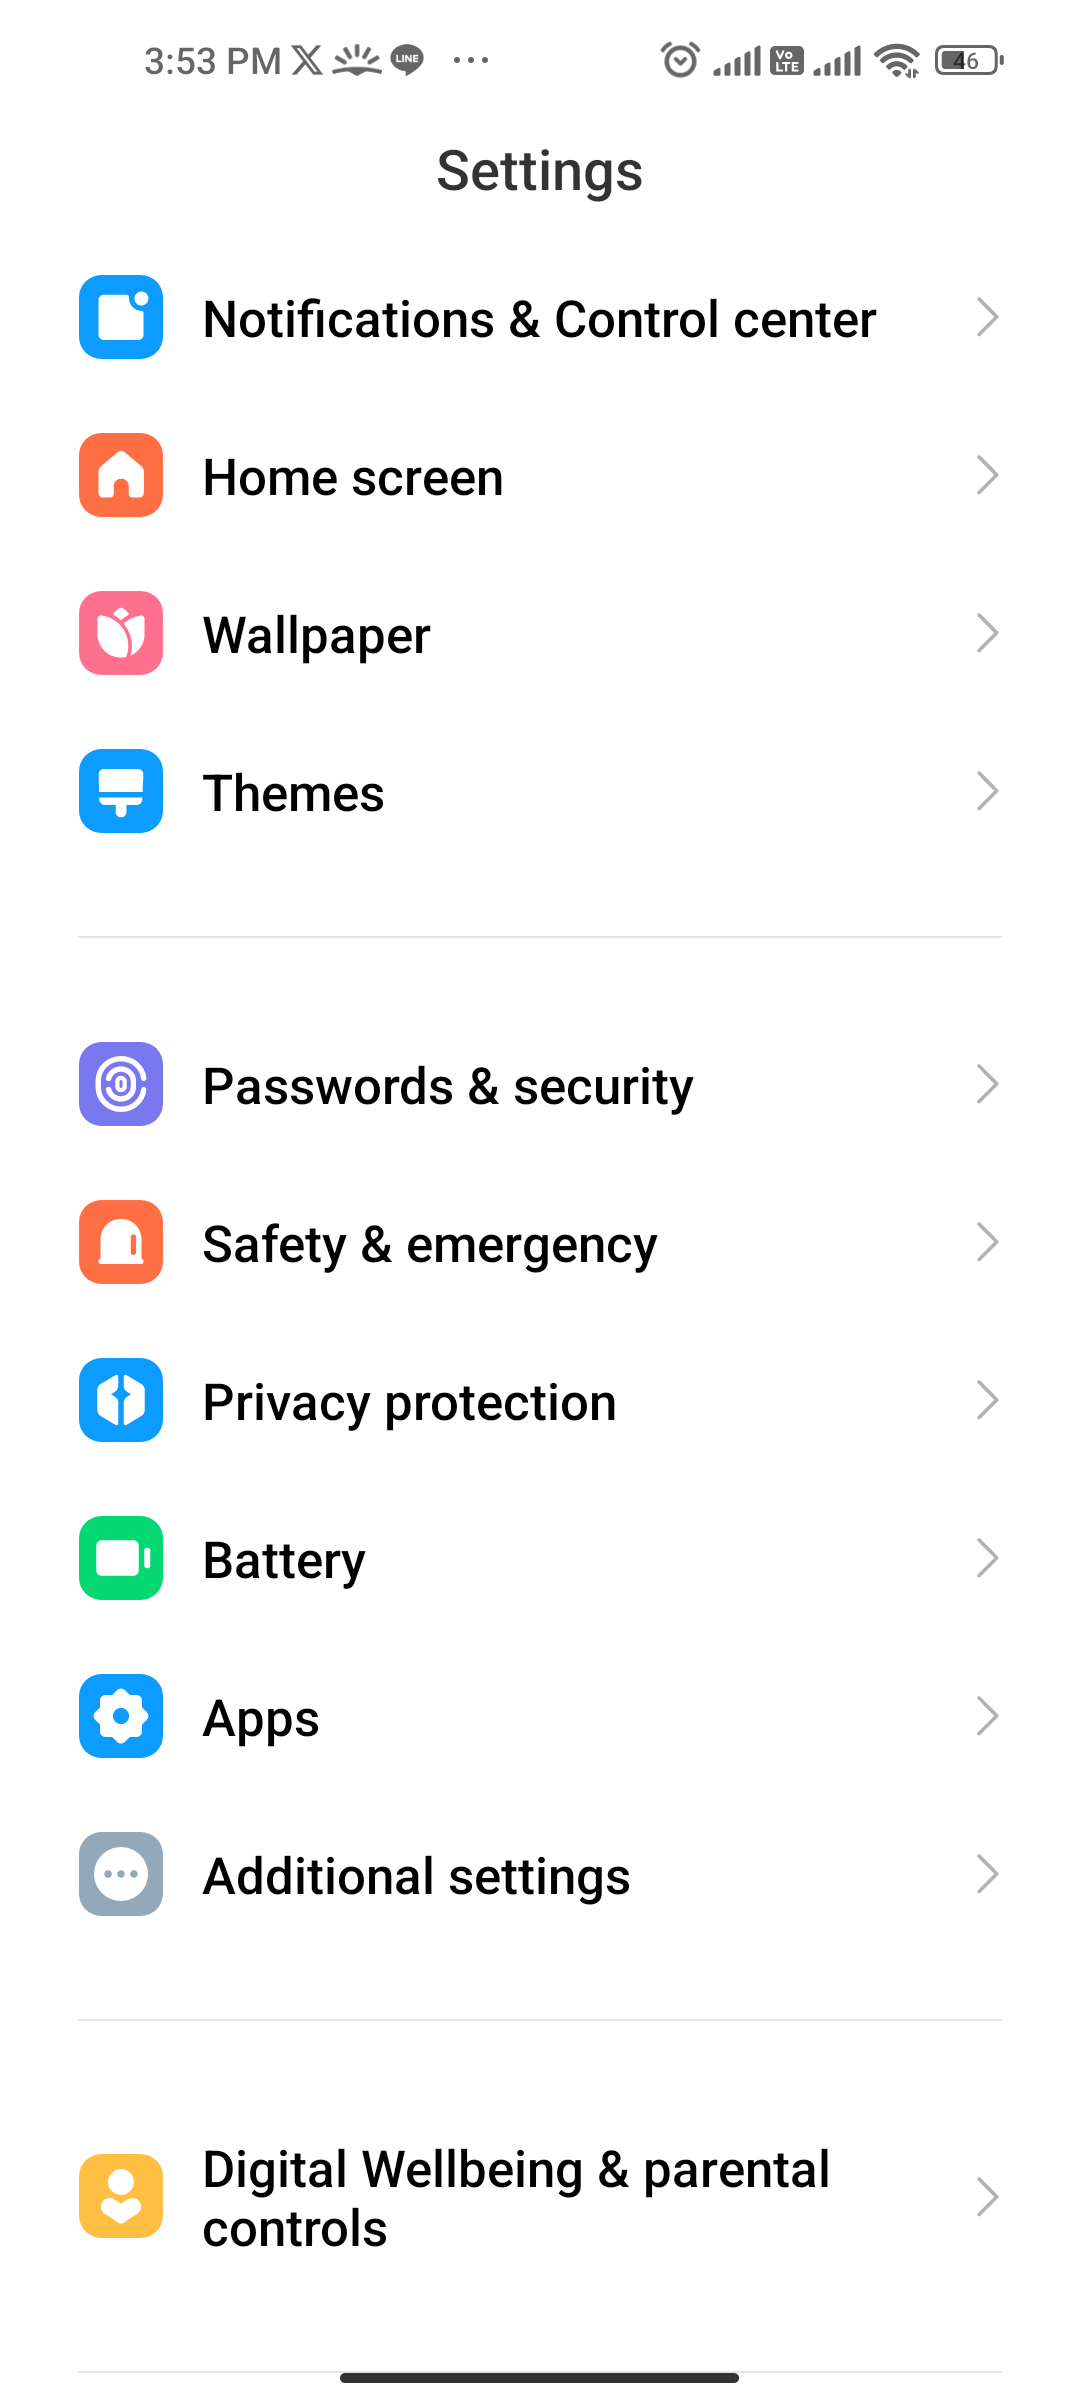 3:53 PM LINE Vo LTE 46
Settings
Notifications & Control center
Home screen
Wallpaper
Themes
Passwords & security
Safety & emergency
Privacy protection
Battery
Apps
Additional settings
Digital Wellbeing & parental
controls